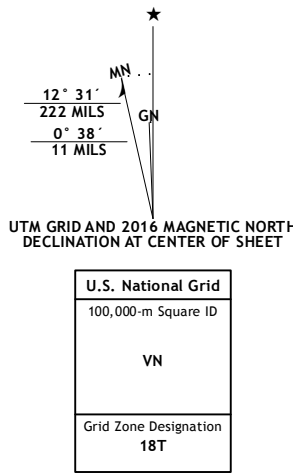 ★
MN
GN
12° 31´
222 MILS
0° 38´
11 MILS
UTM GRID AND 2016 MAGNETIC NORTH
DECLINATION AT CENTER OF SHEET
U.S. National Grid
100,000-m Square ID
VN
Grid Zone Designation
18T